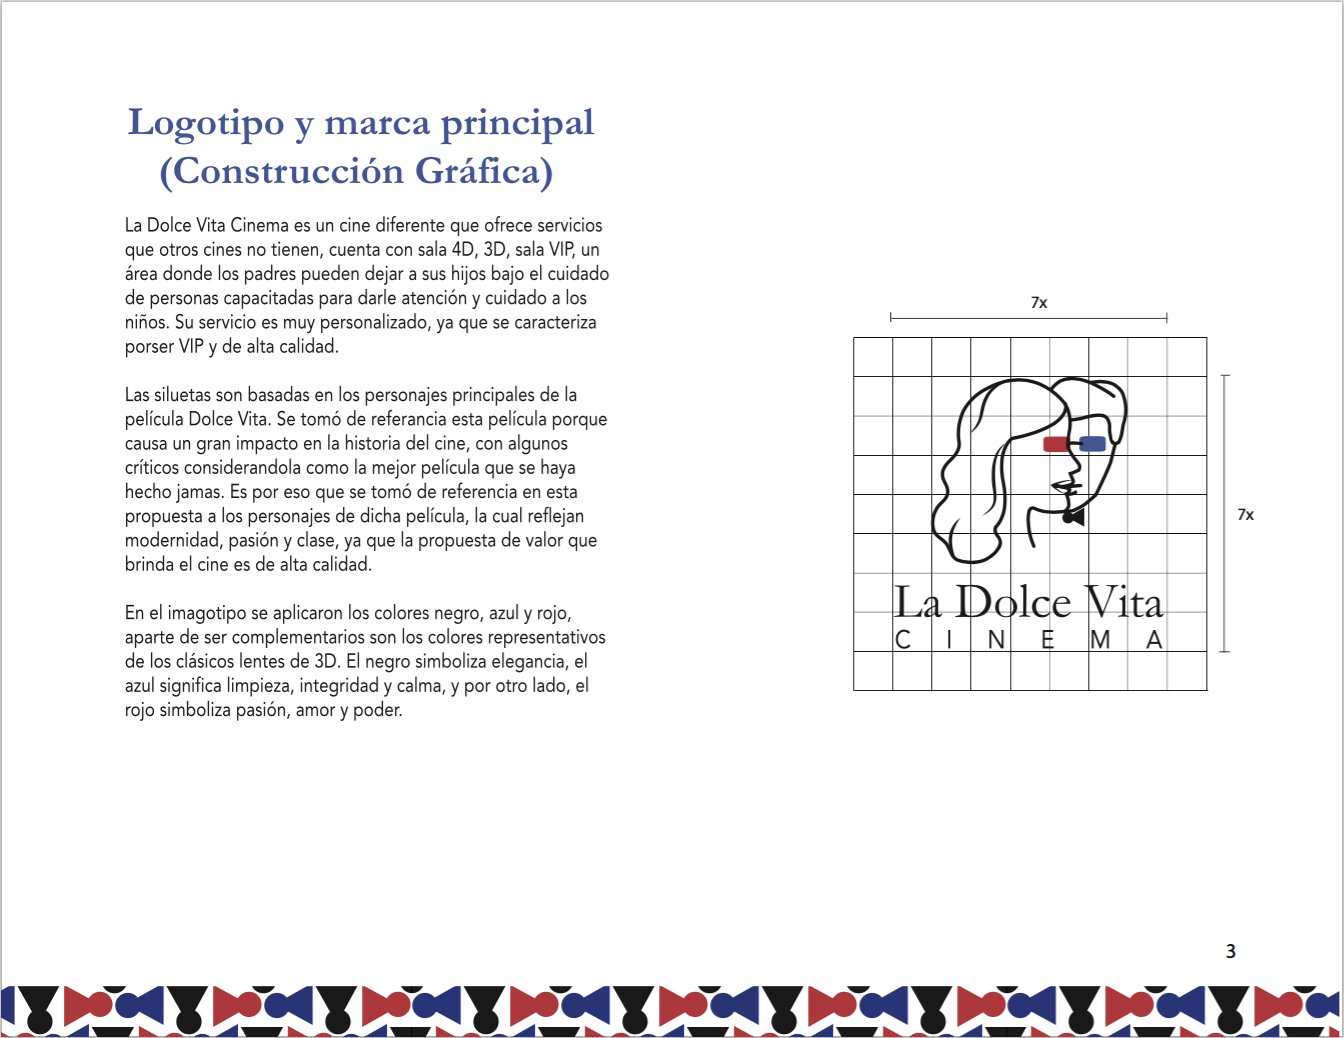 Logotipo y marca principal
(Construcción Gráfica)
La Dolce Vita Cinema es un cine diferente que ofrece servicios
que otros cines no tienen, cuenta con sala 4D, 3D, sala VIP, un
área donde los padres pueden dejar a sus hijos bajo el cuidado
de personas capacitadas para darle atención y cuidado a los
niños. Su servicio es muy personalizado, ya que se caracteriza
porser VIP y de alta calidad.
Las siluetas son basadas en los personajes principales de la
película Dolce Vita. Se tomó de referancia esta película porque
causa un gran impacto en la historia del cine, con algunos
críticos considerandola como la mejor película que se haya
hecho jamas. Es por eso que se tomó de referencia en esta
propuesta a los personajes de dicha película, la cual reflejan
modernidad, pasión y clase, ya que la propuesta de valor que
brinda el cine es de alta calidad.
En el imagotipo se aplicaron los colores negro, azul y rojo,
aparte de ser complementarios son los colores representativos
de los clásicos lentes de 3D. El negro simboliza elegancia, el
azul significa limpieza, integridad y calma, y por otro lado, el
rojo simboliza pasión, amor y poder.
7x
7x
La Dolce Vita
CINEMA
3